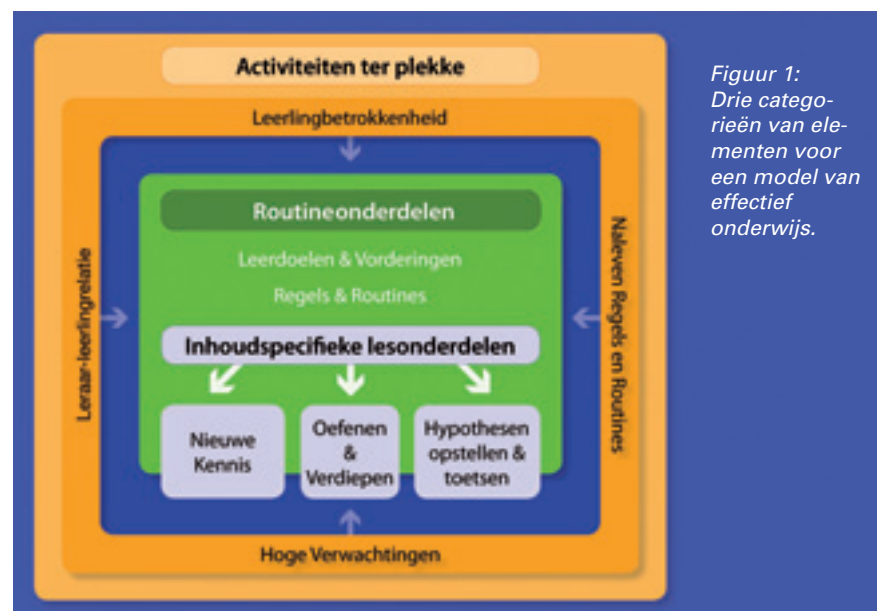 Activiteiten ter plekke
Leerlingbetrokkenheid
Leraar-leerlingrelatie
Naleven Regels en Routines
Routineonderdelen
Leerdoelen & Vorderingen
Regels & Routines
Inhoudspecifieke lesonderdelen
Nieuwe
Kennis
Oefenen
&
Verdiepen
Hypothesen
opstellen &
toetsen
Hoge Verwachtingen
Figuur 1:
Drie catego-
rieën van ele-
menten voor
een model van
effectief
onderwijs.